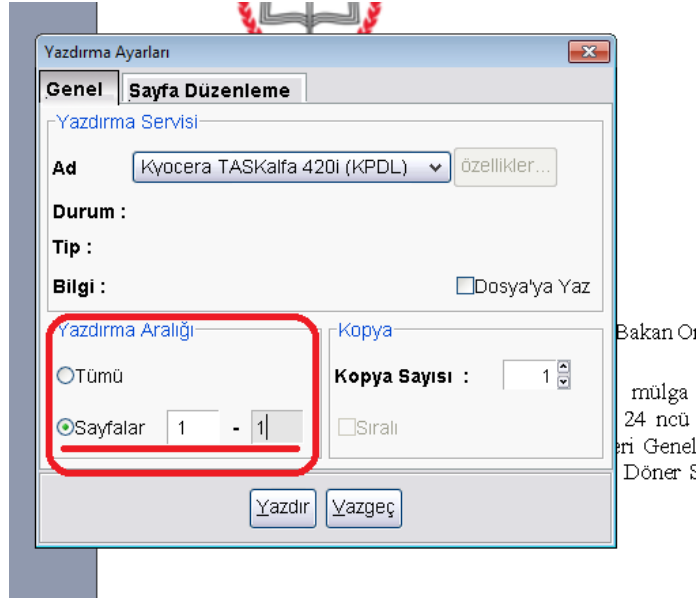 Yazdırma Ayarları
Genel Sayfa Düzenleme
Yazdırma Servisi
Ad Kyocera TASKalfa 420i (KPDL) özellikler...
Durum :
Tip :
Bilgi : Dosya'ya Yaz
Yazdırma Aralığı Kopya
Bakan
Tümü Kopya Sayısı : 1
mülga
Sayfalar 1 - 1 Sıralı
24 ncü
Genel
Döner
Yazdır Vazgeç